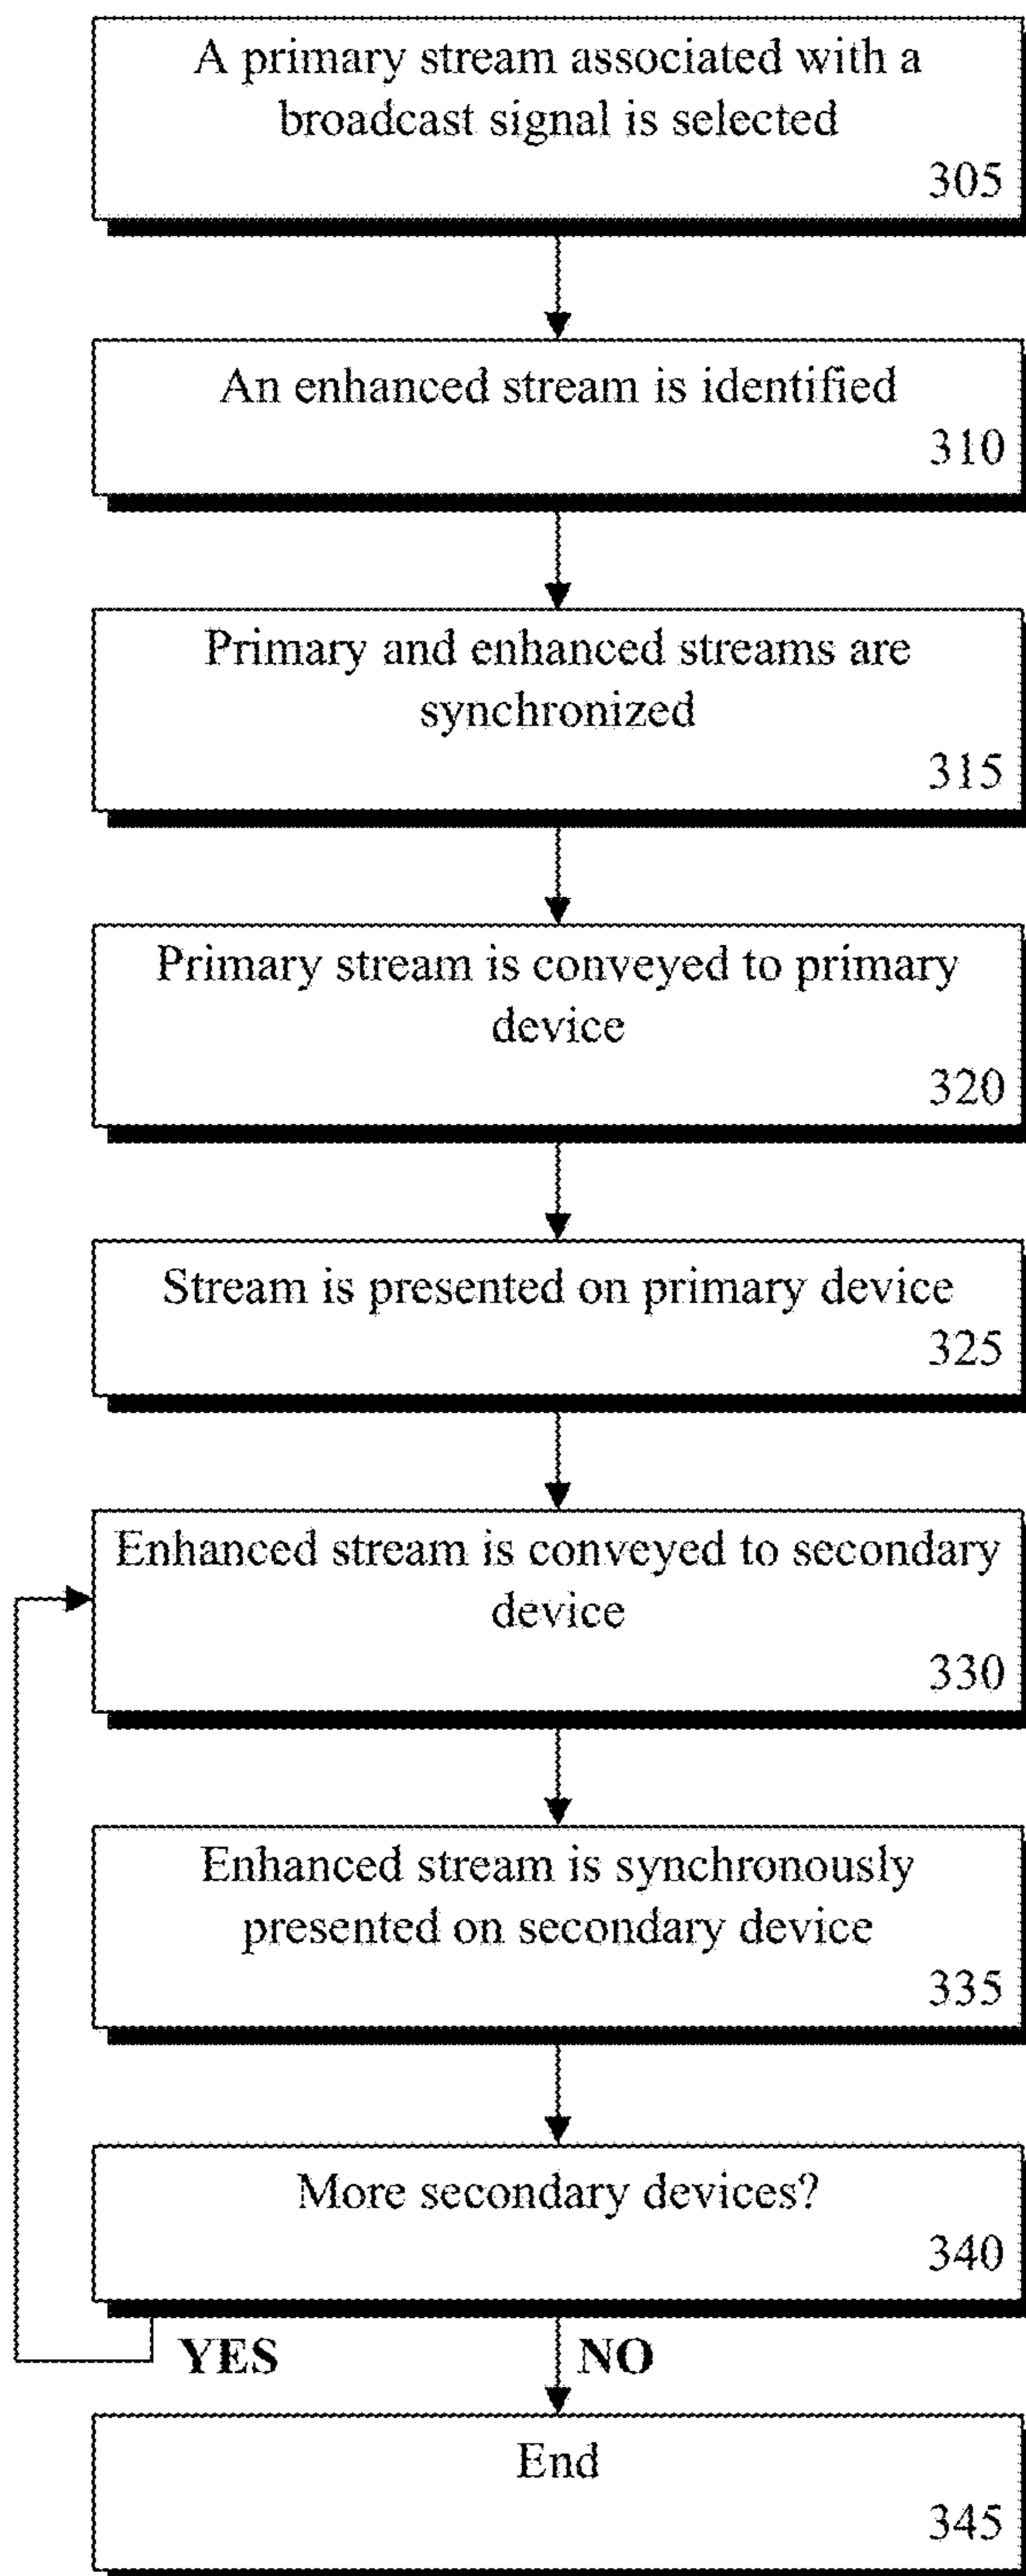 A primary stream associated with a
broadcast signal is selected
305
An enhanced stream is identified
310
Primary and enhanced streams are
synchronized
315
Primary stream is conveyed to primary
device
320
Stream is presented on primary device
325
Enhanced stream is conveyed to secondary
device
330
Enhanced stream is synchronously
presented on secondary device
335
More secondary devices?
340
YES
NO
End
345